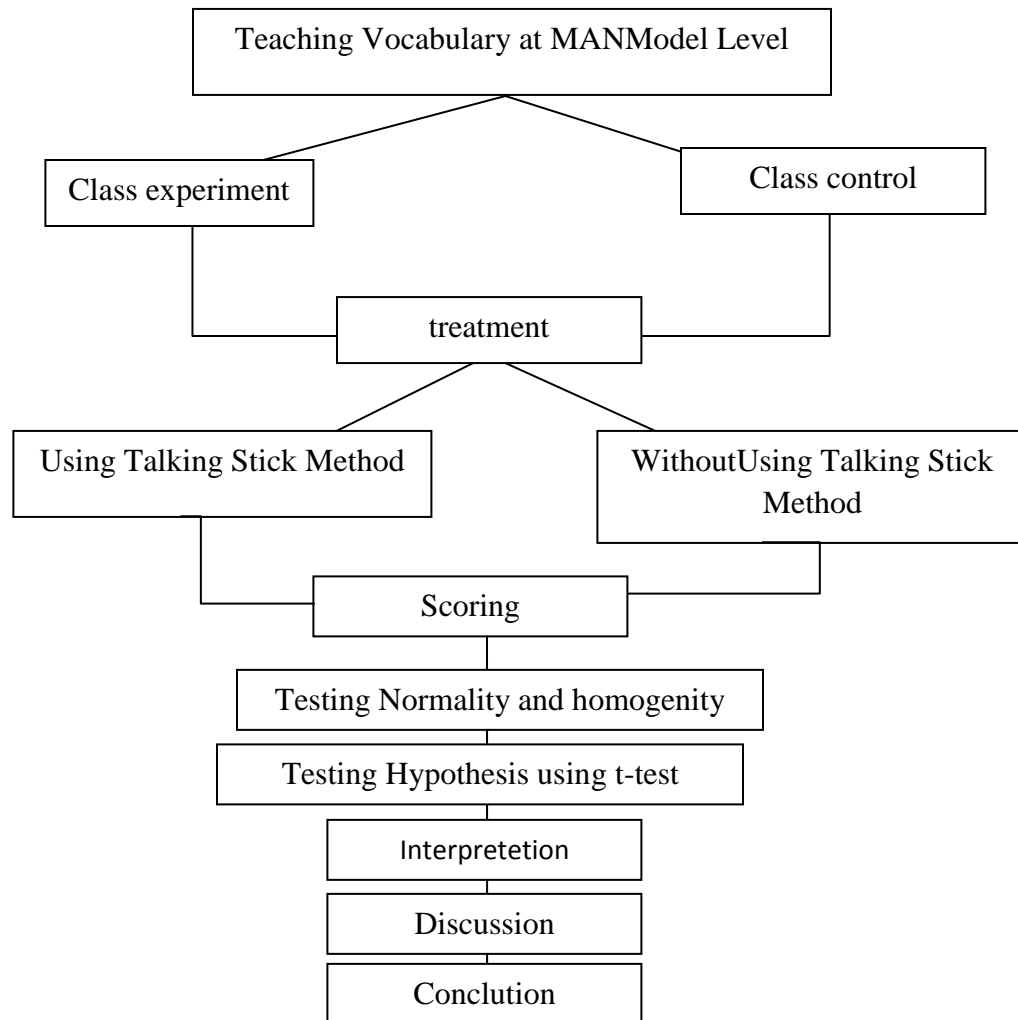 Teaching Vocabulary at MANModel Level
Class experiment
Class control
treatment
Using Talking Stick Method
WithoutUsing Talking Stick
Method
Scoring
Testing Normality and homogenity
Testing Hypothesis using t-test
Interpretetion
Discussion
Conclution